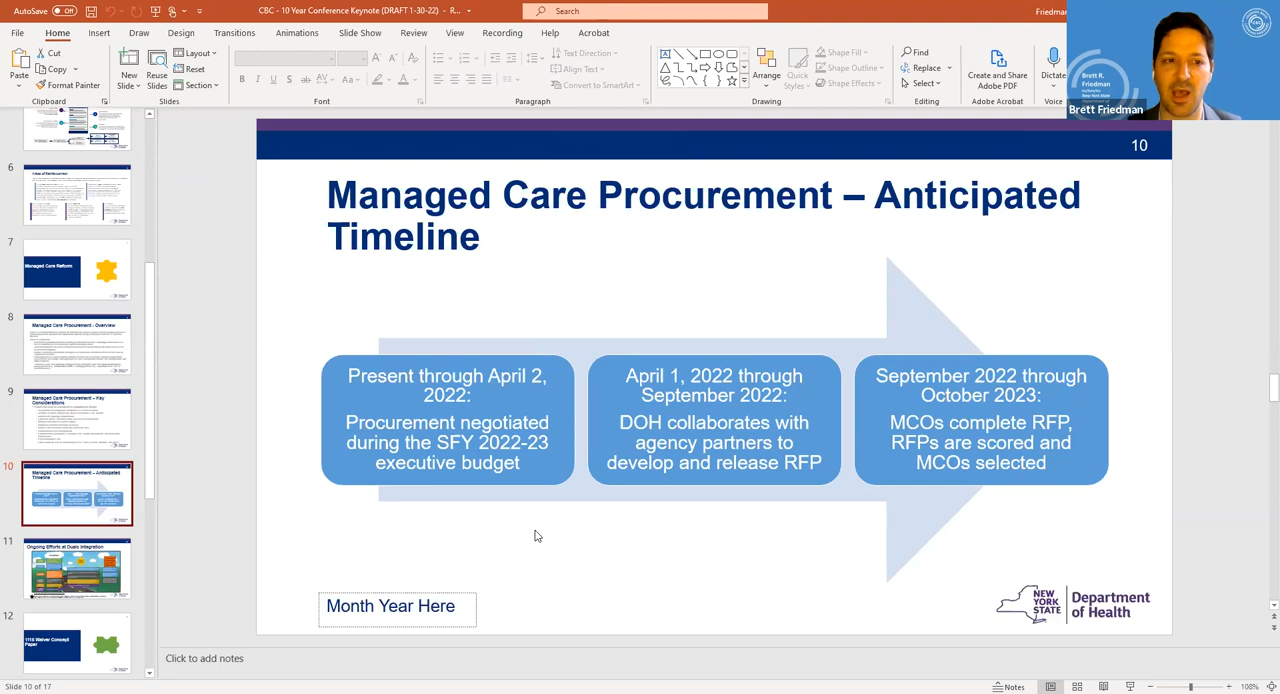 AutoSave
Off
CBC - 10 Year Conference Keynote (DRAFT 1-30-22) - R...
Search
Friedman
File
Home
Insert
Draw
Design
Transitions
Animations
Slide Show
Review
View
Recording
Help
Acrobat
Paste
Cut
Copy
Format Painter
Clipboard
New
Slide
Reuse
Slides
Layout
Reset
Section
Slides
Font
Paragraph
Text Direction
Align Text
Convert to SmartArt
Arrange
Quick
Styles
Shape Fill
Shape Outline
Shape Effects
Drawing
Find
Replace
Select
Editing
Create and Share
Adobe PDF
Adobe Acrobat
Dictate
Voice
Brett R.
Friedman
Brett Friedman
6
7
Managed Care Reform
8
Managed Care Procurement - Overview
9
Managed Care Procurement – Key
Considerations
10
Managed Care Procurement – Anticipated
Timeline
11
Ongoing Efforts at Duals Integration
12
1115 Waiver Concept
Paper
10
Managed Care Procurement – Anticipated
Timeline
Present through April 2,
2022:
Procurement negotiated
during the SFY 2022-23
executive budget
April 1, 2022 through
September 2022:
DOH collaborates with
agency partners to
develop and release RFP
September 2022 through
October 2023:
MCOs complete RFP,
RFPs are scored and
MCOs selected
Month Year Here
NEW
YORK
STATE
Department
of Health
Click to add notes
Slide 10 of 17
Notes
108%